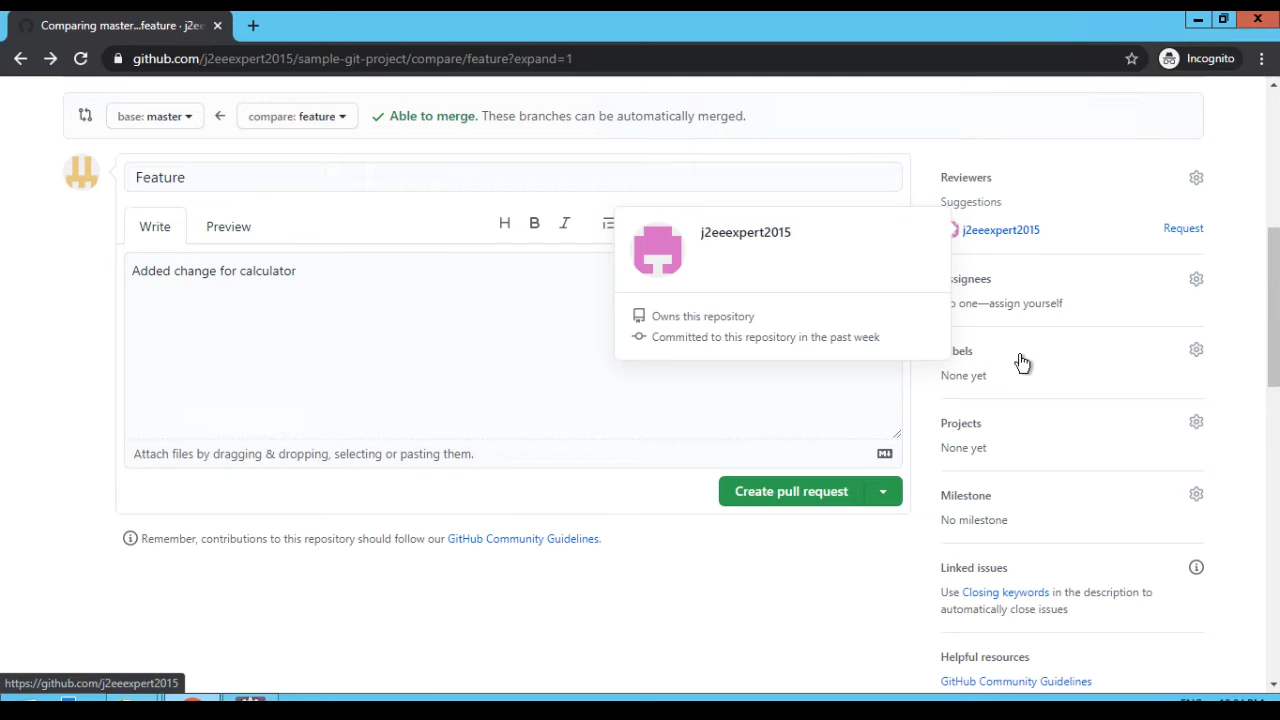 Comparing master...feature · j2ee
github.com/j2eeexpert2015/sample-git-project/compare/feature?expand=1
Incognito
base: master
compare: feature
Able to merge. These branches can be automatically merged.
Feature
Write
Preview
H B I
Added change for calculator
Attach files by dragging & dropping, selecting or pasting them.
Create pull request
Remember, contributions to this repository should follow our GitHub Community Guidelines.
j2eeexpert2015
Owns this repository
Committed to this repository in the past week
Reviewers
Suggestions
j2eeexpert2015
Request
ssignees
one—assign yourself
bels
None yet
Projects
None yet
Milestone
No milestone
Linked issues
Use Closing keywords in the description to
automatically close issues
Helpful resources
GitHub Community Guidelines
https://github.com/j2eeexpert2015